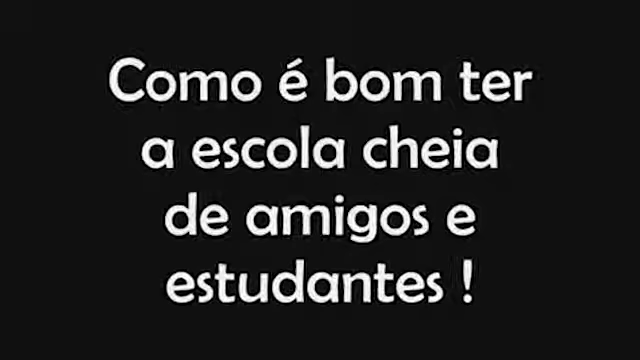 Como é bom ter
a escola cheia
de amigos e
estudantes !